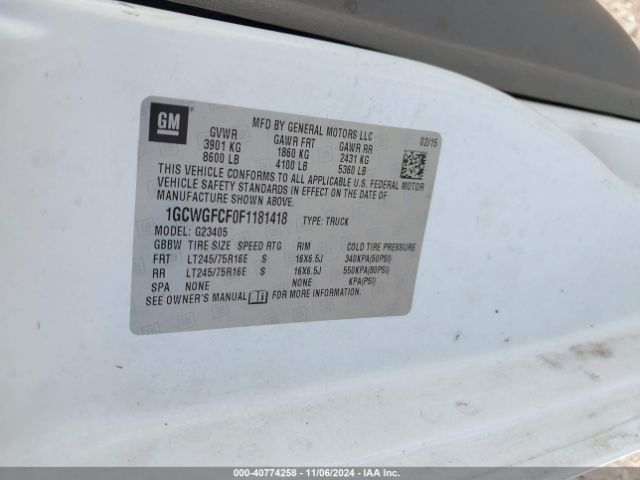 GM
MFD BY GENERAL MOTORS LLC
02/15
GVWR GAWR FRT GAWR RR
3901 KG 1860 KG 2431 KG
8600 LB 4100 LB 5360 LB
THIS VEHICLE CONFORMS TO ALL APPLICABLE U.S. FEDERAL MOTOR
VEHICLE SAFETY STANDARDS IN EFFECT ON THE DATE OF
MANUFACTURE SHOWN ABOVE.
1GCWGFCF0F1181418 TYPE: TRUCK
MODEL: G23405
GBBW TIRE SIZE SPEED RTG RIM COLD TIRE PRESSURE
FRT LT245/75R16E S 16X6.5J 340KPA(50PSI)
RR LT245/75R16E S 16X6.5J 550KPA(80PSI)
SPA NONE NONE KPA(PSI)
SEE OWNER'S MANUAL FOR MORE INFORMATION.
000-40774258 - 11/06/2024 - IAAI.COM